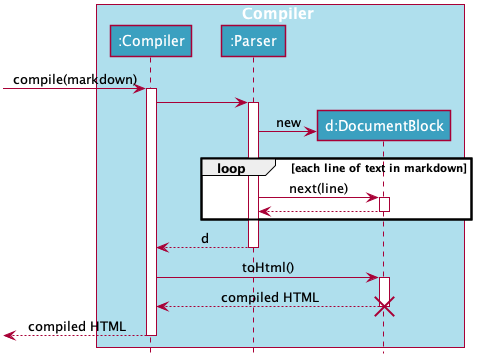 Compiler
:Compiler
:Parser
compile(markdown)
new
d:DocumentBlock
loop
[each line of text in markdown]
next(line)
d
toHtml()
compiled HTML
compiled HTML